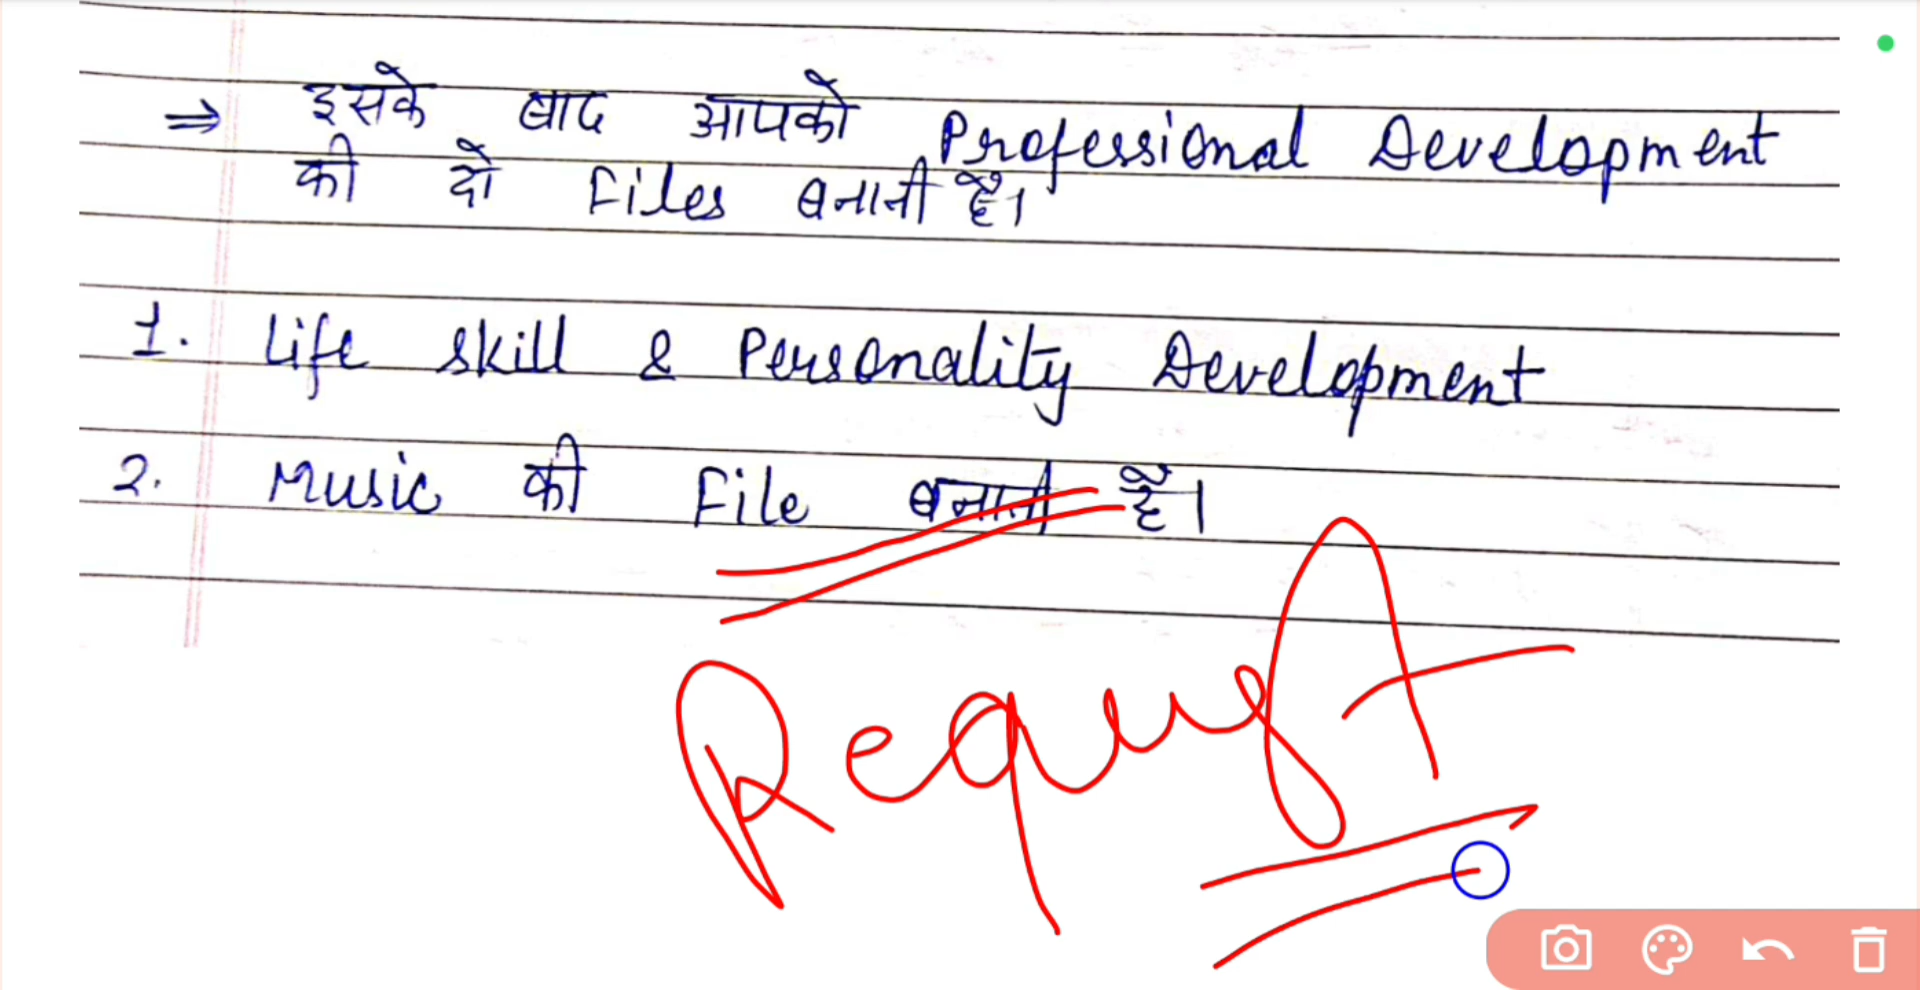 ⇒ इसके बाद आपको Professional Development
की दो Files बनानी है।
1. Life skill & Personality Development
2. Music की File बनानी है।
Request